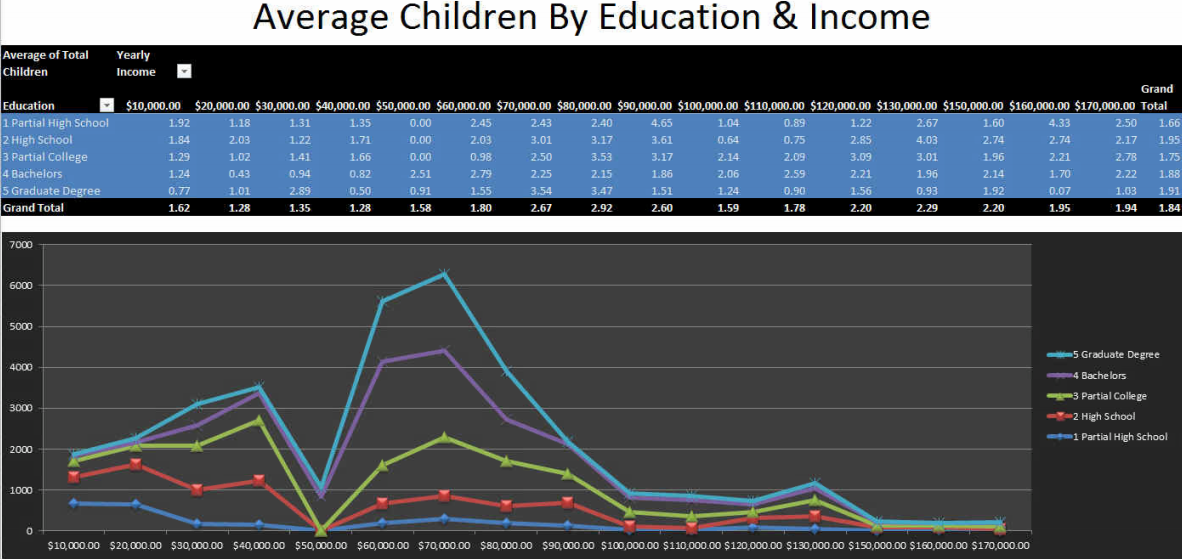 Average Children By Education & Income
Average of Total Yearly
Children Income
Grand
Education $10,000.00 $20,000.00 $30,000.00 $40,000.00 $50,000.00 $60,000.00 $70,000.00 $80,000.00 $90,000.00 $100,000.00 $110,000.00 $120,000.00 $130,000.00 $150,000.00 $160,000.00 $170,000.00 Total
1 Partial High School 1.92 1.18 1.31 1.35 0.00 2.45 2.43 2.40 4.65 1.04 0.89 1.22 2.67 1.60 4.33 2.50 1.66
2 High School 1.84 2.03 1.22 1.71 0.00 2.03 3.01 3.17 3.61 0.64 0.75 2.85 4.03 2.74 2.74 2.17 1.95
3 Partial College 1.29 1.02 1.41 1.66 0.00 0.98 2.50 3.53 3.17 2.14 2.09 3.09 3.01 1.96 2.21 2.78 1.75
4 Bachelors 1.24 0.43 0.94 0.82 2.51 2.79 2.25 2.15 1.86 2.06 2.59 2.21 1.96 2.14 1.70 2.22 1.88
5 Graduate Degree 0.77 1.01 2.89 0.50 0.91 1.55 3.54 3.47 1.51 1.24 0.90 1.56 0.93 1.92 0.07 1.03 1.91
Grand Total 1.62 1.28 1.35 1.28 1.58 1.80 2.67 2.92 2.60 1.59 1.78 2.20 2.29 2.20 1.95 1.94 1.84
7000
6000
5000
4000
3000
2000
1000
0
$10,000.00 $20,000.00 $30,000.00 $40,000.00 $50,000.00 $60,000.00 $70,000.00 $80,000.00 $90,000.00 $100,000.00 $110,000.00 $120,000.00 $130,000.00 $150,000.00 $160,000.00 $170,000.00
5 Graduate Degree
4 Bachelors
3 Partial College
2 High School
1 Partial High School